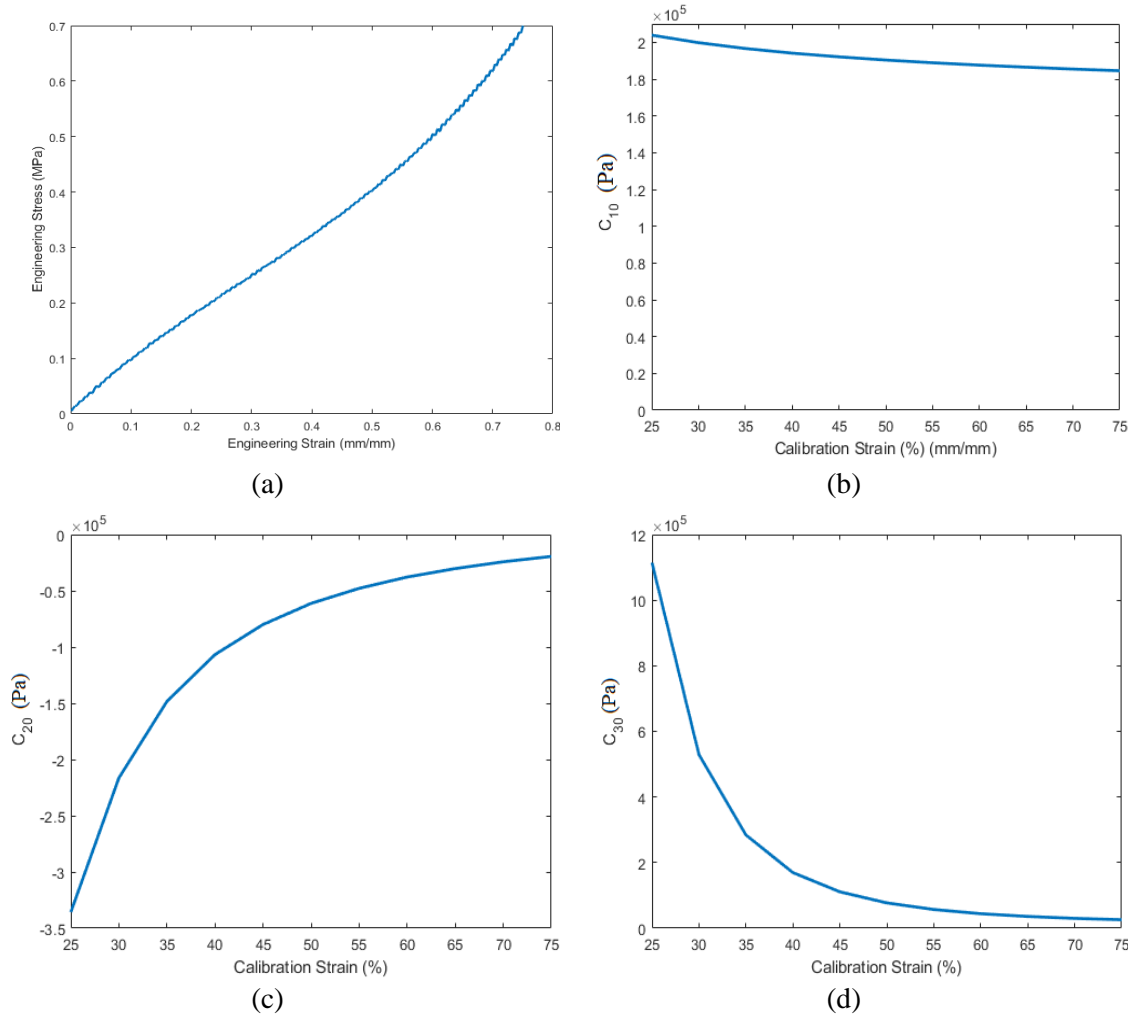 0.7
0.6
0.5
0.4
0.3
0.2
0.1
0
Engineering Stress (MPa)
0 0.1 0.2 0.3 0.4 0.5 0.6 0.7 0.8
Engineering Strain (mm/mm)
(a)
×10⁵
2
1.8
1.6
1.4
1.2
1
0.8
0.6
0.4
0.2
0
C₁₀ (Pa)
25 30 35 40 45 50 55 60 65 70 75
Calibration Strain (%) (mm/mm)
(b)
×10⁵
0
-0.5
-1
-1.5
-2
-2.5
-3
-3.5
C₂₀ (Pa)
25 30 35 40 45 50 55 60 65 70 75
Calibration Strain (%)
(c)
×10⁵
12
10
8
6
4
2
0
C₃₀ (Pa)
25 30 35 40 45 50 55 60 65 70 75
Calibration Strain (%)
(d)